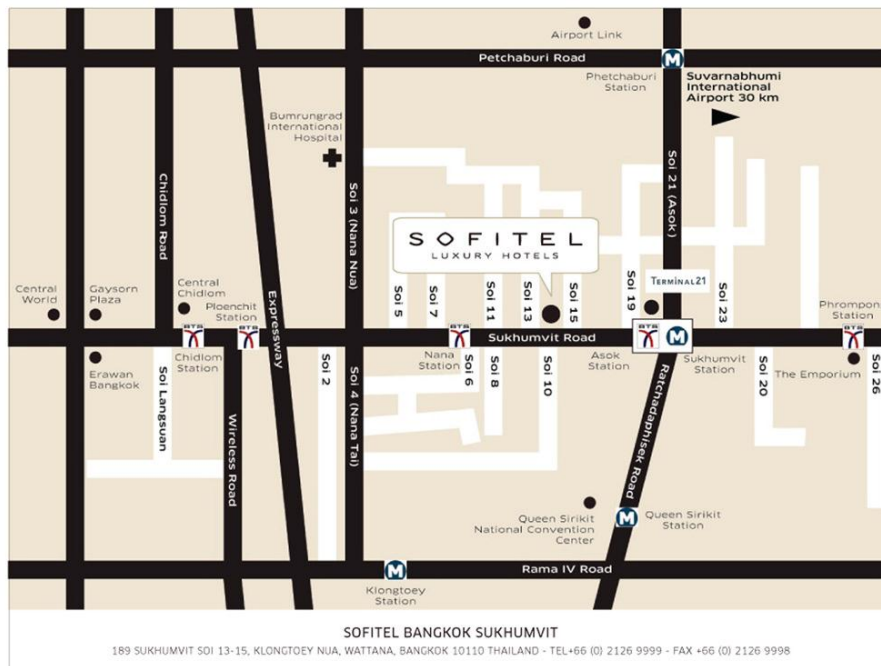 Airport Link
Petchaburi Road
M
Phetchaburi
Station
Suvarnabhumi
International
Airport 30 km
Bumrungrad
International
Hospital
Chidlom Road
Soi 3 (Nana Nua)
Soi 21 (Asok)
SOFITEL
LUXURY HOTELS
Central
World
Gaysorn
Plaza
Central
Chidlom
Ploenchit
Station
Expressway
Soi 5
Soi 7
Soi 11
Soi 13
Soi 15
Soi 19
TERMINAL21
Soi 23
Phrompong
Station
BTS
BTS
BTS
Sukhumvit Road
BTS
M
BTS
Erawan
Bangkok
Chidlom
Station
Soi Langsuan
Wireless Road
Soi 2
Soi 4 (Nana Tai)
Nana
Station
Soi 6
Soi 8
Soi 10
Asok
Station
Ratchadaphisek Road
Sukhumvit
Station
Soi 20
The Emporium
Soi 26
Queen Sirikit
National Convention
Center
M
Queen Sirikit
Station
M
Rama IV Road
Klongtoey
Station
SOFITEL BANGKOK SUKHUMVIT
189 SUKHUMVIT SOI 13-15, KLONGTOEY NUA, WATTANA, BANGKOK 10110 THAILAND - TEL+66 (0) 2126 9999 - FAX +66 (0) 2126 9998